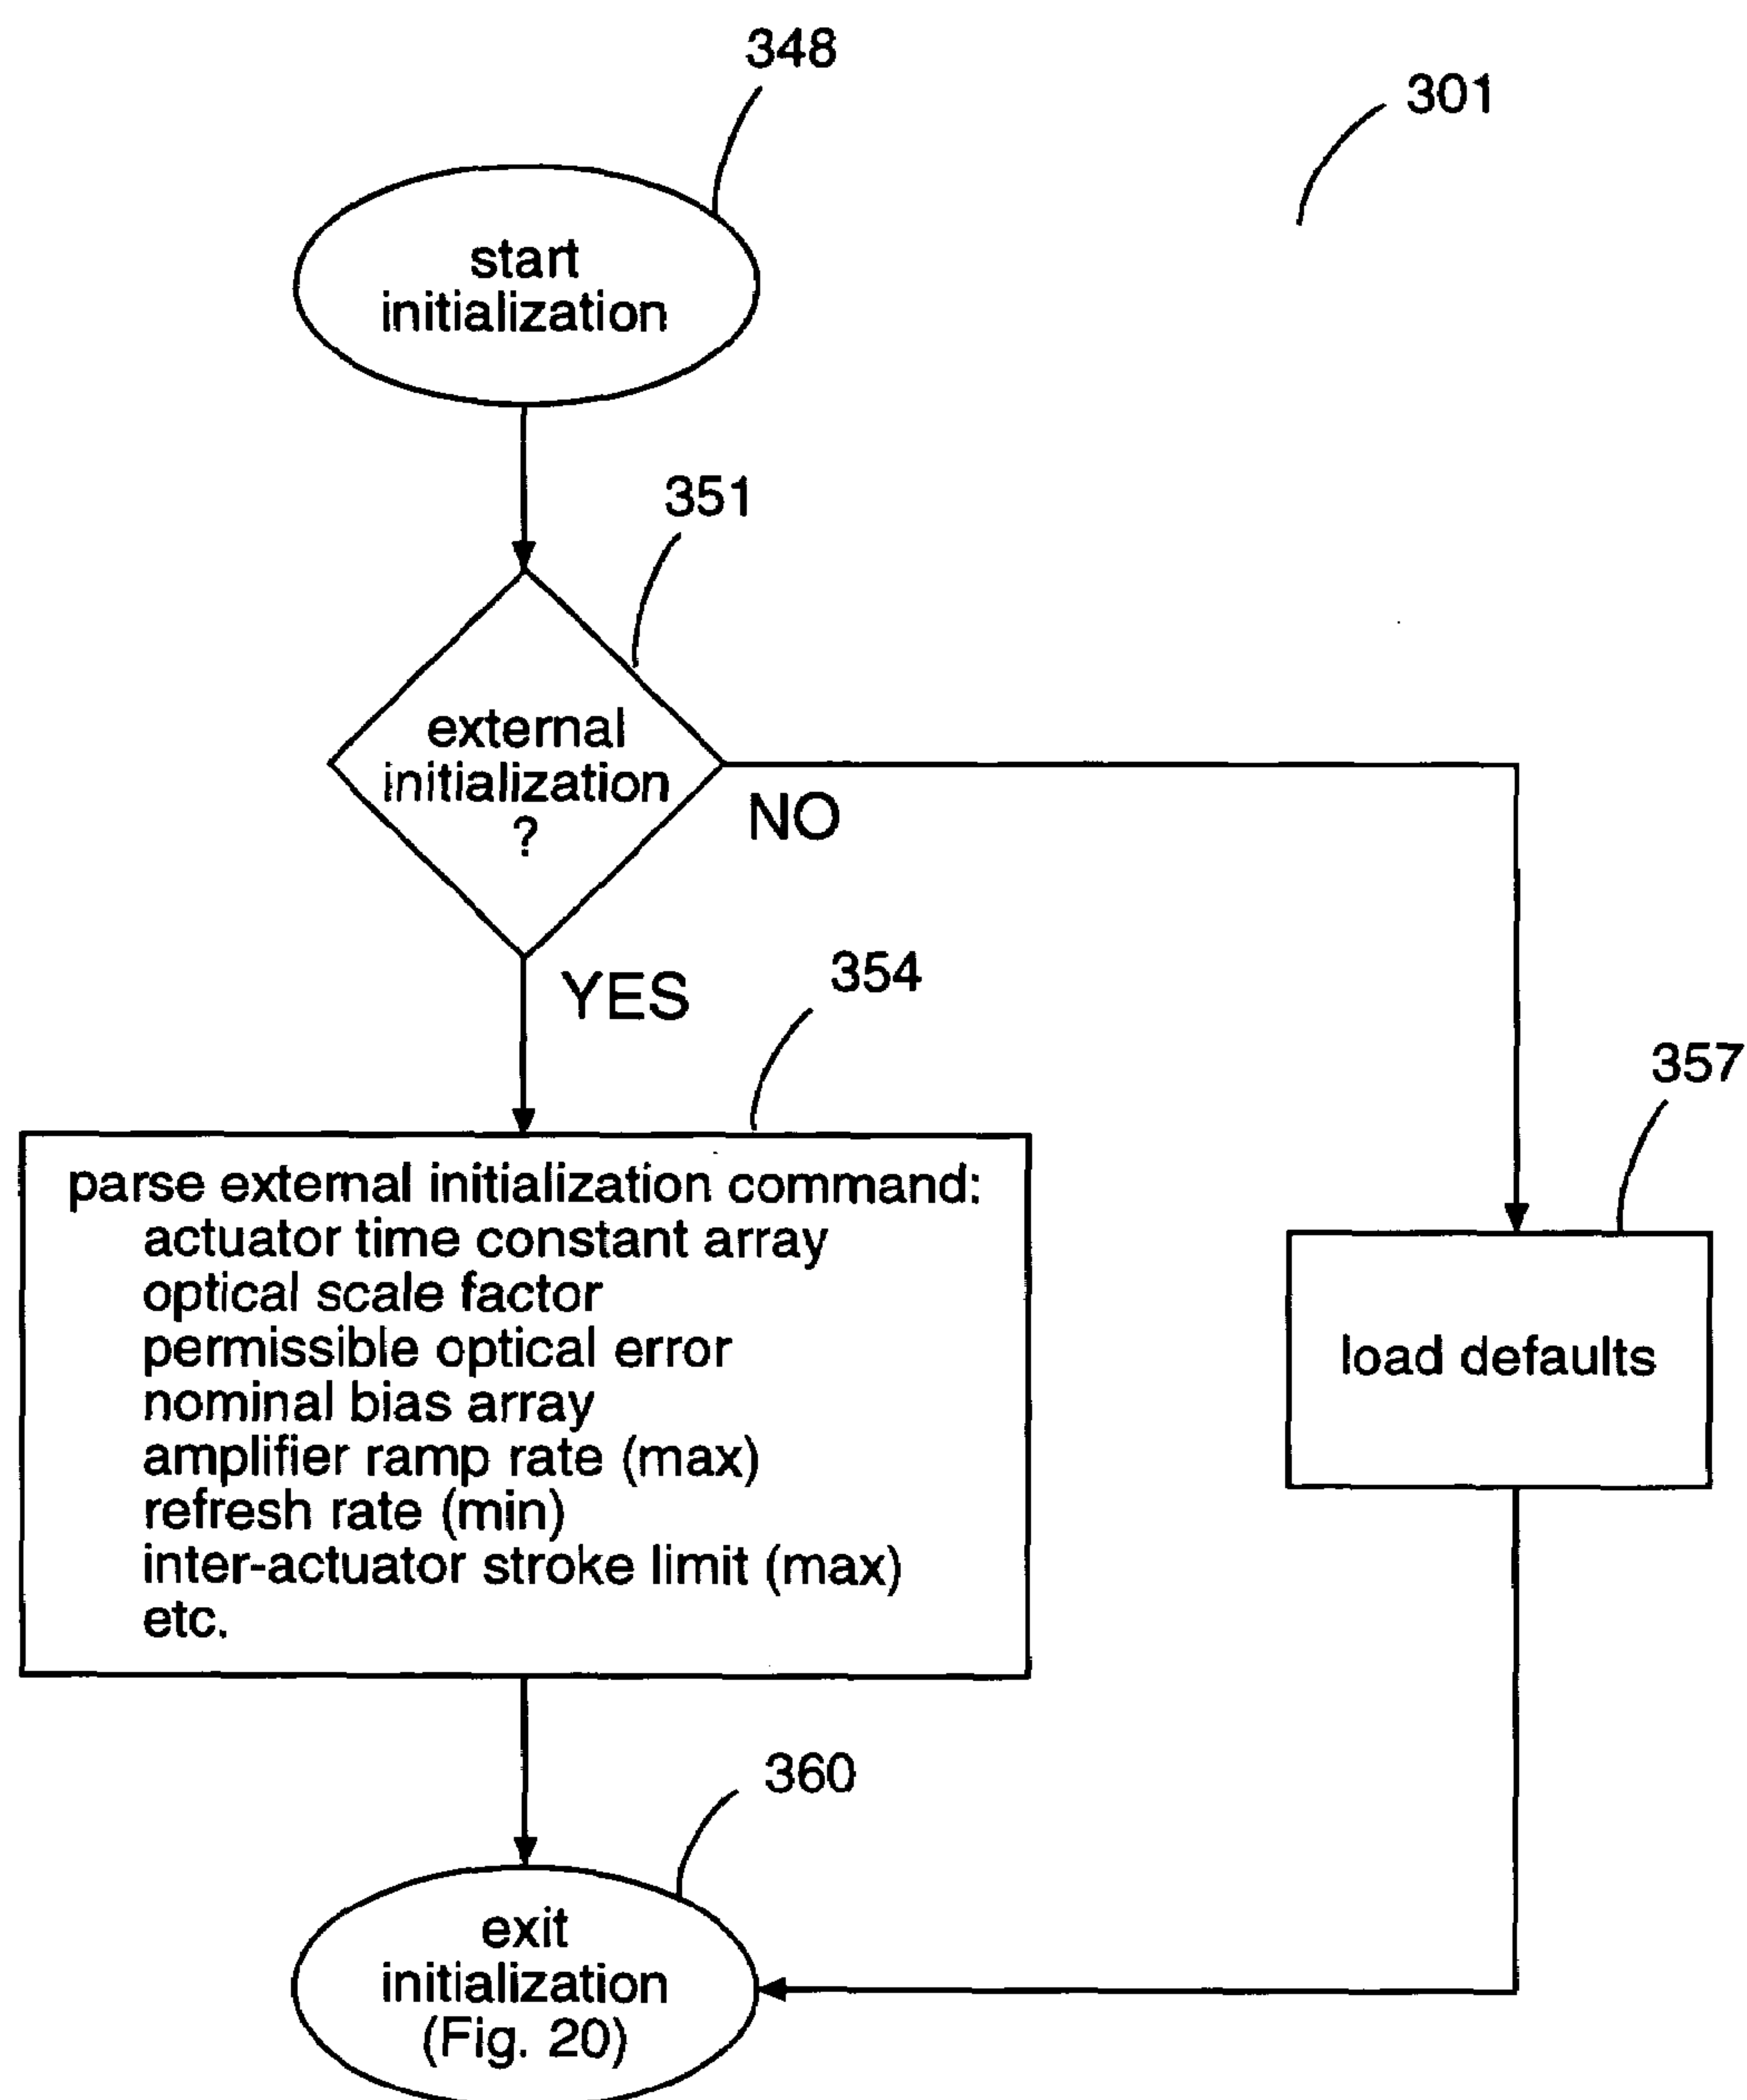 348
301
start
initialization
351
external
initialization
?
NO
YES
354
357
parse external initialization command:
actuator time constant array
optical scale factor
permissible optical error
nominal bias array
amplifier ramp rate (max)
refresh rate (min)
inter-actuator stroke limit (max)
etc.
load defaults
360
exit
initialization
(Fig. 20)